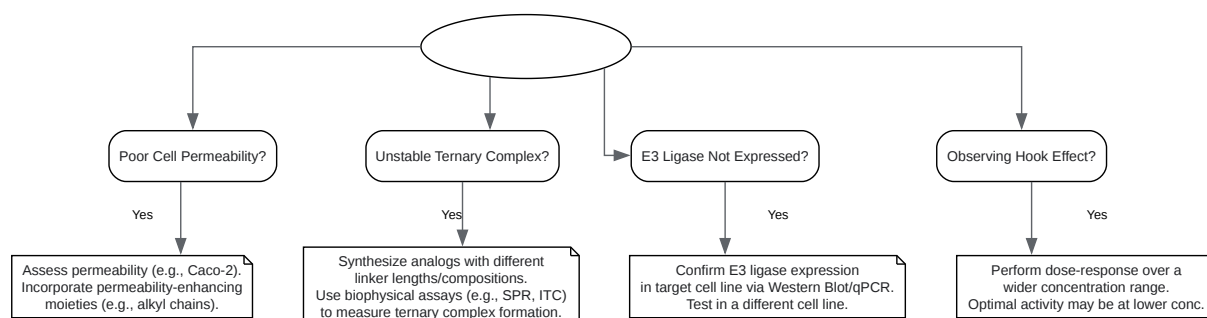 Poor Cell Permeability?
Unstable Ternary Complex?
E3 Ligase Not Expressed?
Observing Hook Effect?
Yes
Yes
Yes
Yes
Assess permeability (e.g., Caco-2).
Incorporate permeability-enhancing
moieties (e.g., alkyl chains).
Synthesize analogs with different
linker lengths/compositions.
Use biophysical assays (e.g., SPR, ITC)
to measure ternary complex formation.
Confirm E3 ligase expression
in target cell line via Western Blot/qPCR.
Test in a different cell line.
Perform dose-response over a
wider concentration range.
Optimal activity may be at lower conc.